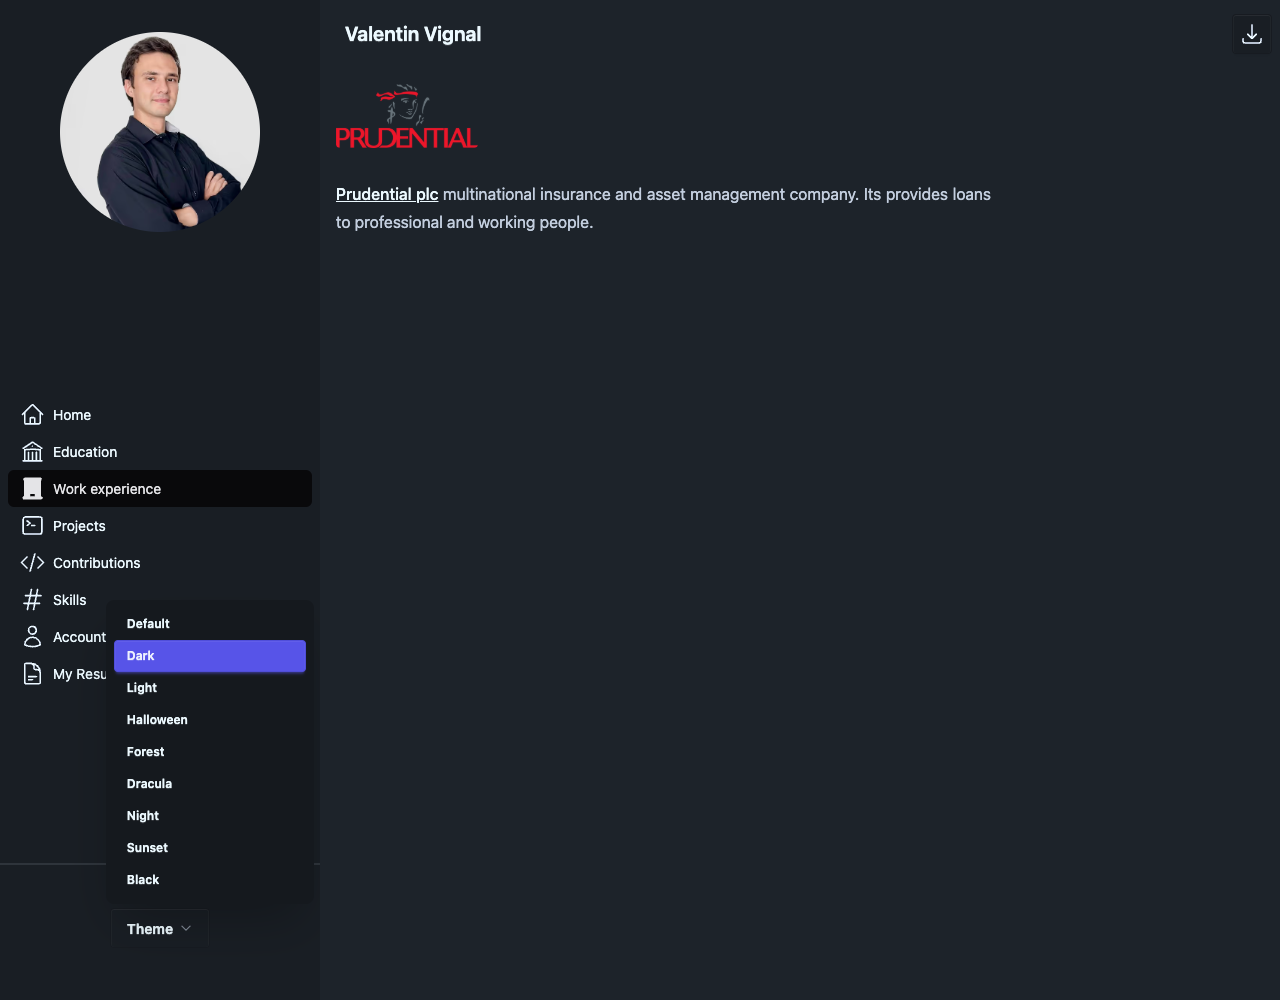 Valentin Vignal
PRUDENTIAL
Prudential plc multinational insurance and asset management company. Its provides loans
to professional and working people.
Home
Education
Work experience
Projects
Contributions
Skills
Account
My Resu
Default
Dark
Light
Halloween
Forest
Dracula
Night
Sunset
Black
Theme